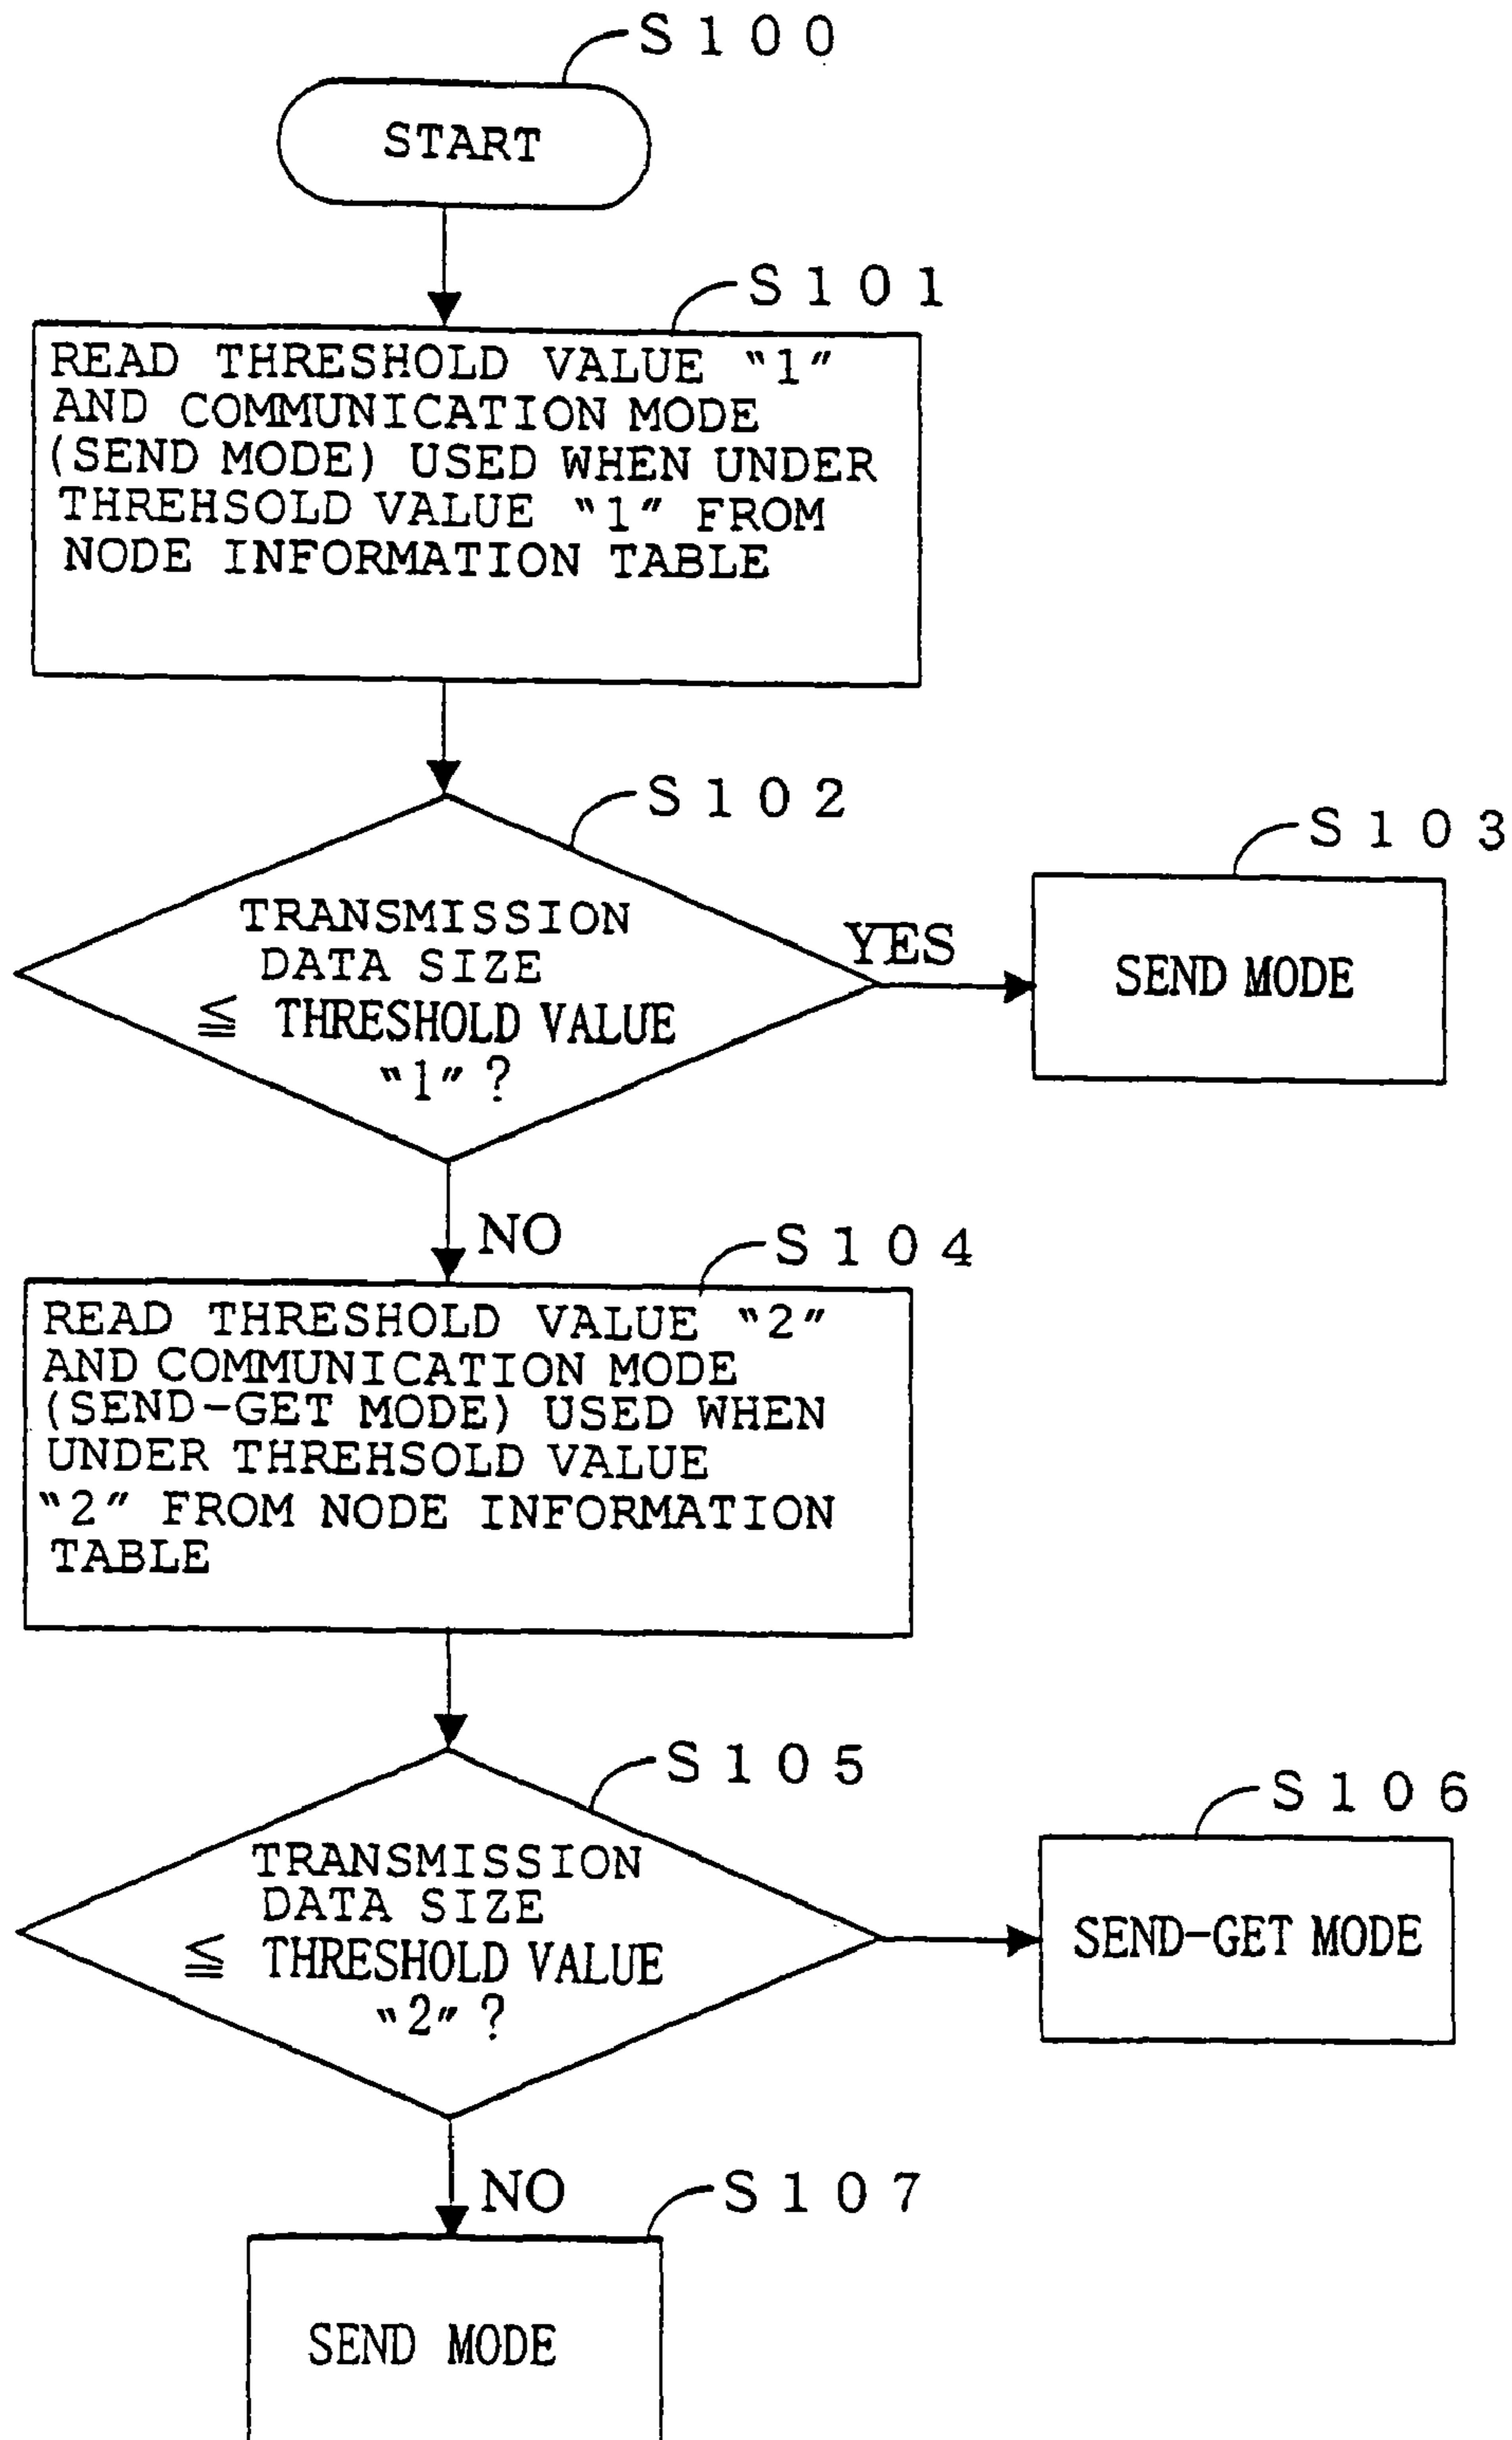 S100
START
S101
READ THRESHOLD VALUE "1"
AND COMMUNICATION MODE
(SEND MODE) USED WHEN UNDER
THREHSOLD VALUE "1" FROM
NODE INFORMATION TABLE
S102
TRANSMISSION
DATA SIZE
≦ THRESHOLD VALUE
"1"?
YES
S103
SEND MODE
NO
S104
READ THRESHOLD VALUE "2"
AND COMMUNICATION MODE
(SEND-GET MODE) USED WHEN
UNDER THREHSOLD VALUE
"2" FROM NODE INFORMATION
TABLE
S105
TRANSMISSION
DATA SIZE
≦ THRESHOLD VALUE
"2"?
S106
SEND-GET MODE
NO
S107
SEND MODE